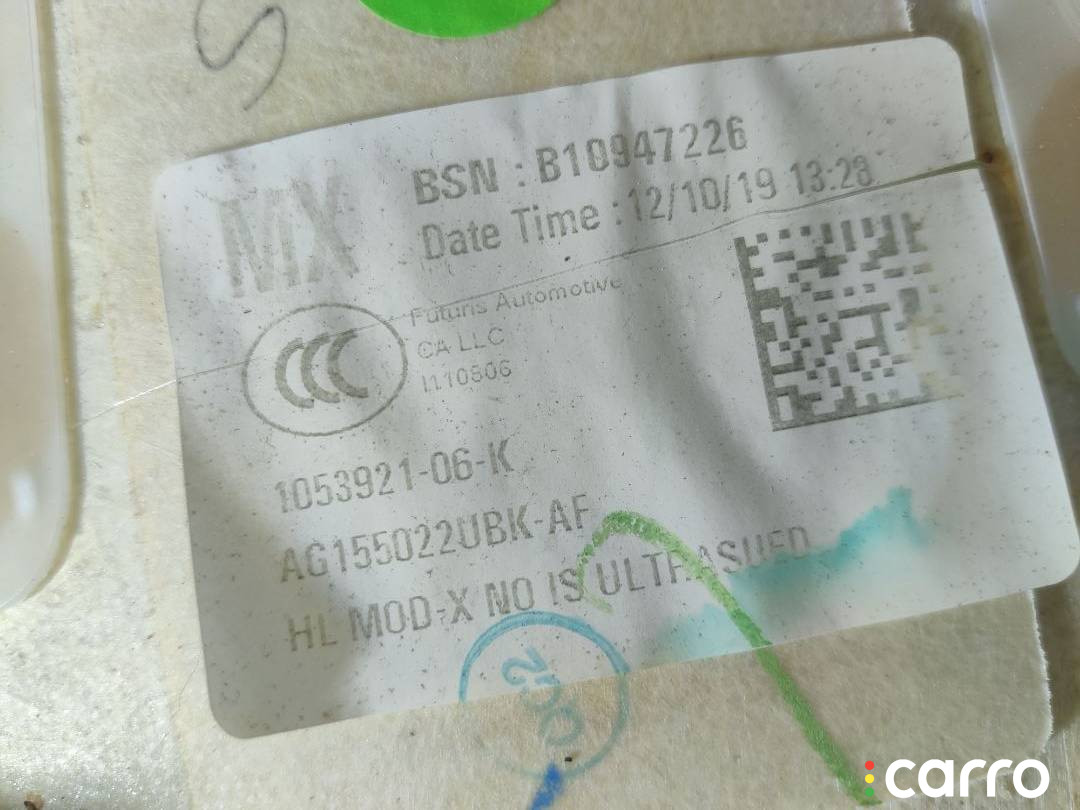 S
BSN : B10947226
MX
Date Time : 12/10/19 13:28
CCC
Futuris Automotive
CA LLC
1053921-06-K
AG155022UBK-AF
HL MOD-X NO IS ULTRASUED
carro